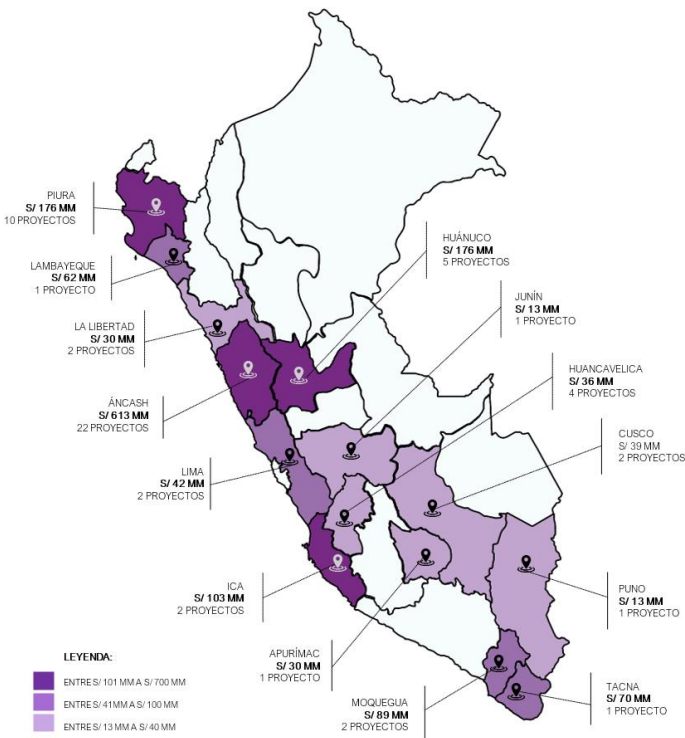 PIURA
S/ 176 MM
10 PROYECTOS
LAMBAYEQUE
S/ 62 MM
1 PROYECTO
LA LIBERTAD
S/ 30 MM
2 PROYECTOS
ÁNCASH
S/ 613 MM
22 PROYECTOS
LIMA
S/ 42 MM
2 PROYECTOS
ICA
S/ 103 MM
2 PROYECTOS
APURÍMAC
S/ 30 MM
1 PROYECTO
MOQUEGUA
S/ 89 MM
2 PROYECTOS
HUÁNUCO
S/ 176 MM
5 PROYECTOS
JUNÍN
S/ 13 MM
1 PROYECTO
HUANCAVELICA
S/ 36 MM
4 PROYECTOS
CUSCO
S/ 39 MM
2 PROYECTOS
PUNO
S/ 13 MM
1 PROYECTO
TACNA
S/ 70 MM
1 PROYECTO
LEYENDA:
ENTRE S/ 101 MM A S/ 700 MM
ENTRE S/ 41MM A S/ 100 MM
ENTRE S/ 13 MM A S/ 40 MM